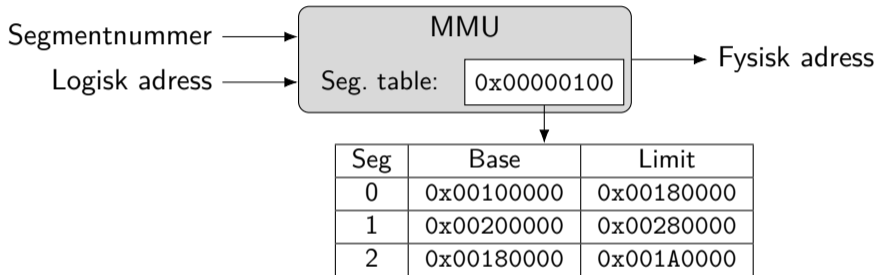 MMU
Segmentnummer
Logisk adress
Seg. table: 0x00000100
Fysisk adress
Seg Base Limit
0 0x00100000 0x00180000
1 0x00200000 0x00280000
2 0x00180000 0x001A0000